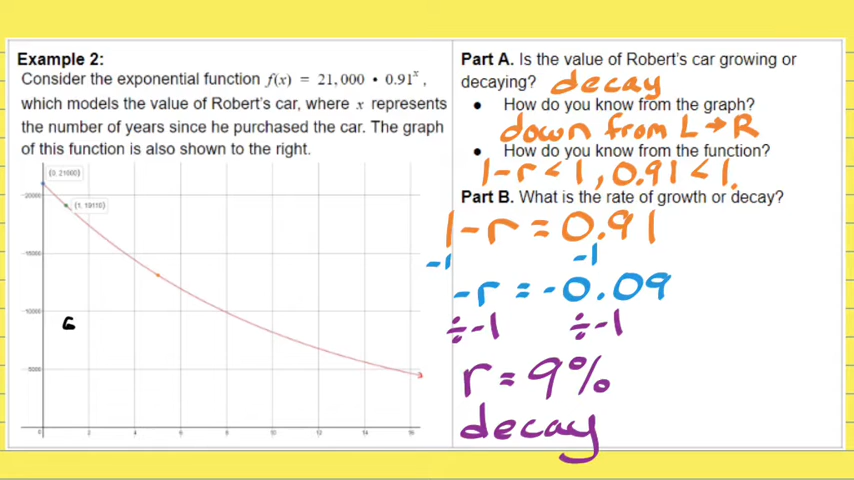 Example 2:
Consider the exponential function f(x) = 21,000 • 0.91ˣ,
which models the value of Robert's car, where x represents
the number of years since he purchased the car. The graph
of this function is also shown to the right.
(0, 21000)
20000
(1, 19110)
15000
10000
6
5000
0 2 4 6 8 10 12 14 16
Part A. Is the value of Robert's car growing or
decaying? decay
● How do you know from the graph?
down from L → R
● How do you know from the function?
1-r < 1, 0.91 < 1.
Part B. What is the rate of growth or decay?
1-r = 0.91
-1 -1
-r = -0.09
÷-1 ÷-1
r = 9%
decay